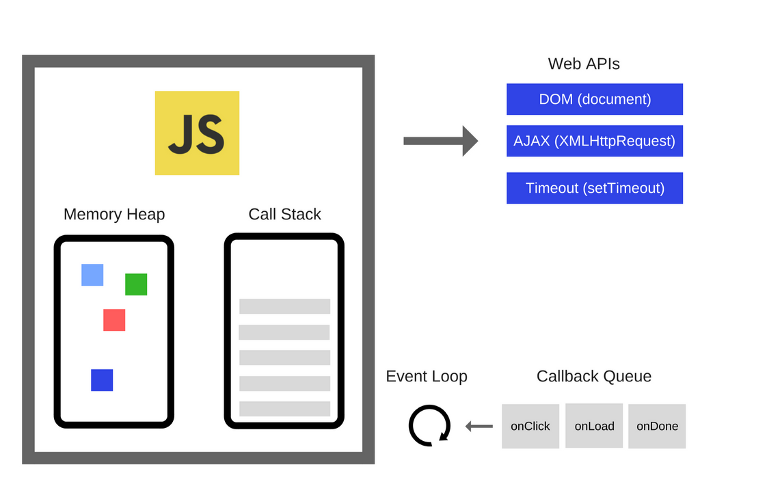 Web APIs
JS
DOM (document)
AJAX (XMLHttpRequest)
Timeout (setTimeout)
Memory Heap
Call Stack
Event Loop
Callback Queue
onClick
onLoad
onDone